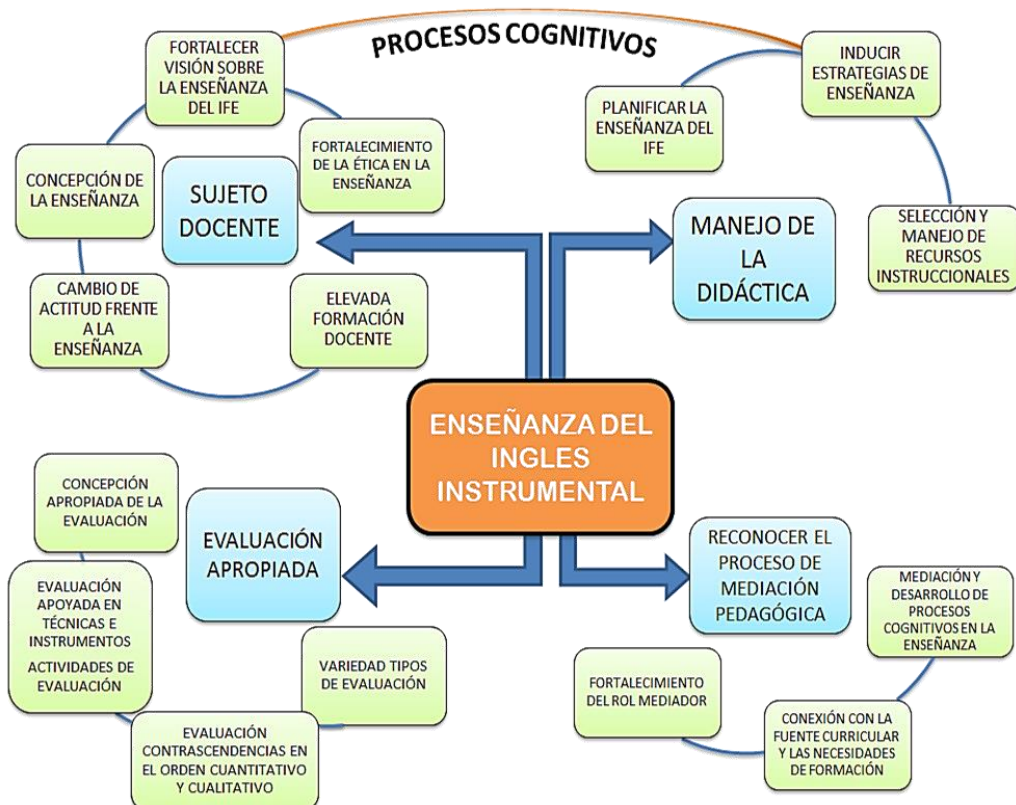 PROCESOS COGNITIVOS
FORTALECER
VISIÓN SOBRE
LA ENSEÑANZA
DEL IFE
FORTALECIMIENTO
DE LA ÉTICA EN LA
ENSEÑANZA
CONCEPCIÓN DE
LA ENSEÑANZA
SUJETO
DOCENTE
CAMBIO DE
ACTITUD FRENTE
A LA
ENSEÑANZA
ELEVADA
FORMACIÓN
DOCENTE
INDUCIR
ESTRATEGIAS DE
ENSEÑANZA
PLANIFICAR LA
ENSEÑANZA DEL
IFE
MANEJO DE
LA
DIDÁCTICA
SELECCIÓN Y
MANEJO DE
RECURSOS
INSTRUCCIONALES
ENSEÑANZA DEL
INGLES
INSTRUMENTAL
CONCEPCIÓN
APROPIADA DE LA
EVALUACIÓN
EVALUACIÓN
APROPIADA
EVALUACIÓN
APOYADA EN
TÉCNICAS E
INSTRUMENTOS
ACTIVIDADES DE
EVALUACIÓN
VARIEDAD TIPOS
DE EVALUACIÓN
EVALUACIÓN
CONTRASCENDENCIAS EN
EL ORDEN CUANTITATIVO
Y CUALITATIVO
RECONOCER EL
PROCESO DE
MEDIACIÓN
PEDAGÓGICA
MEDIACIÓN Y
DESARROLLO DE
PROCESOS
COGNITIVOS EN LA
ENSEÑANZA
FORTALECIMIENTO
DEL ROL MEDIADOR
CONEXIÓN CON LA
FUENTE CURRICULAR
Y LAS NECESIDADES
DE FORMACIÓN